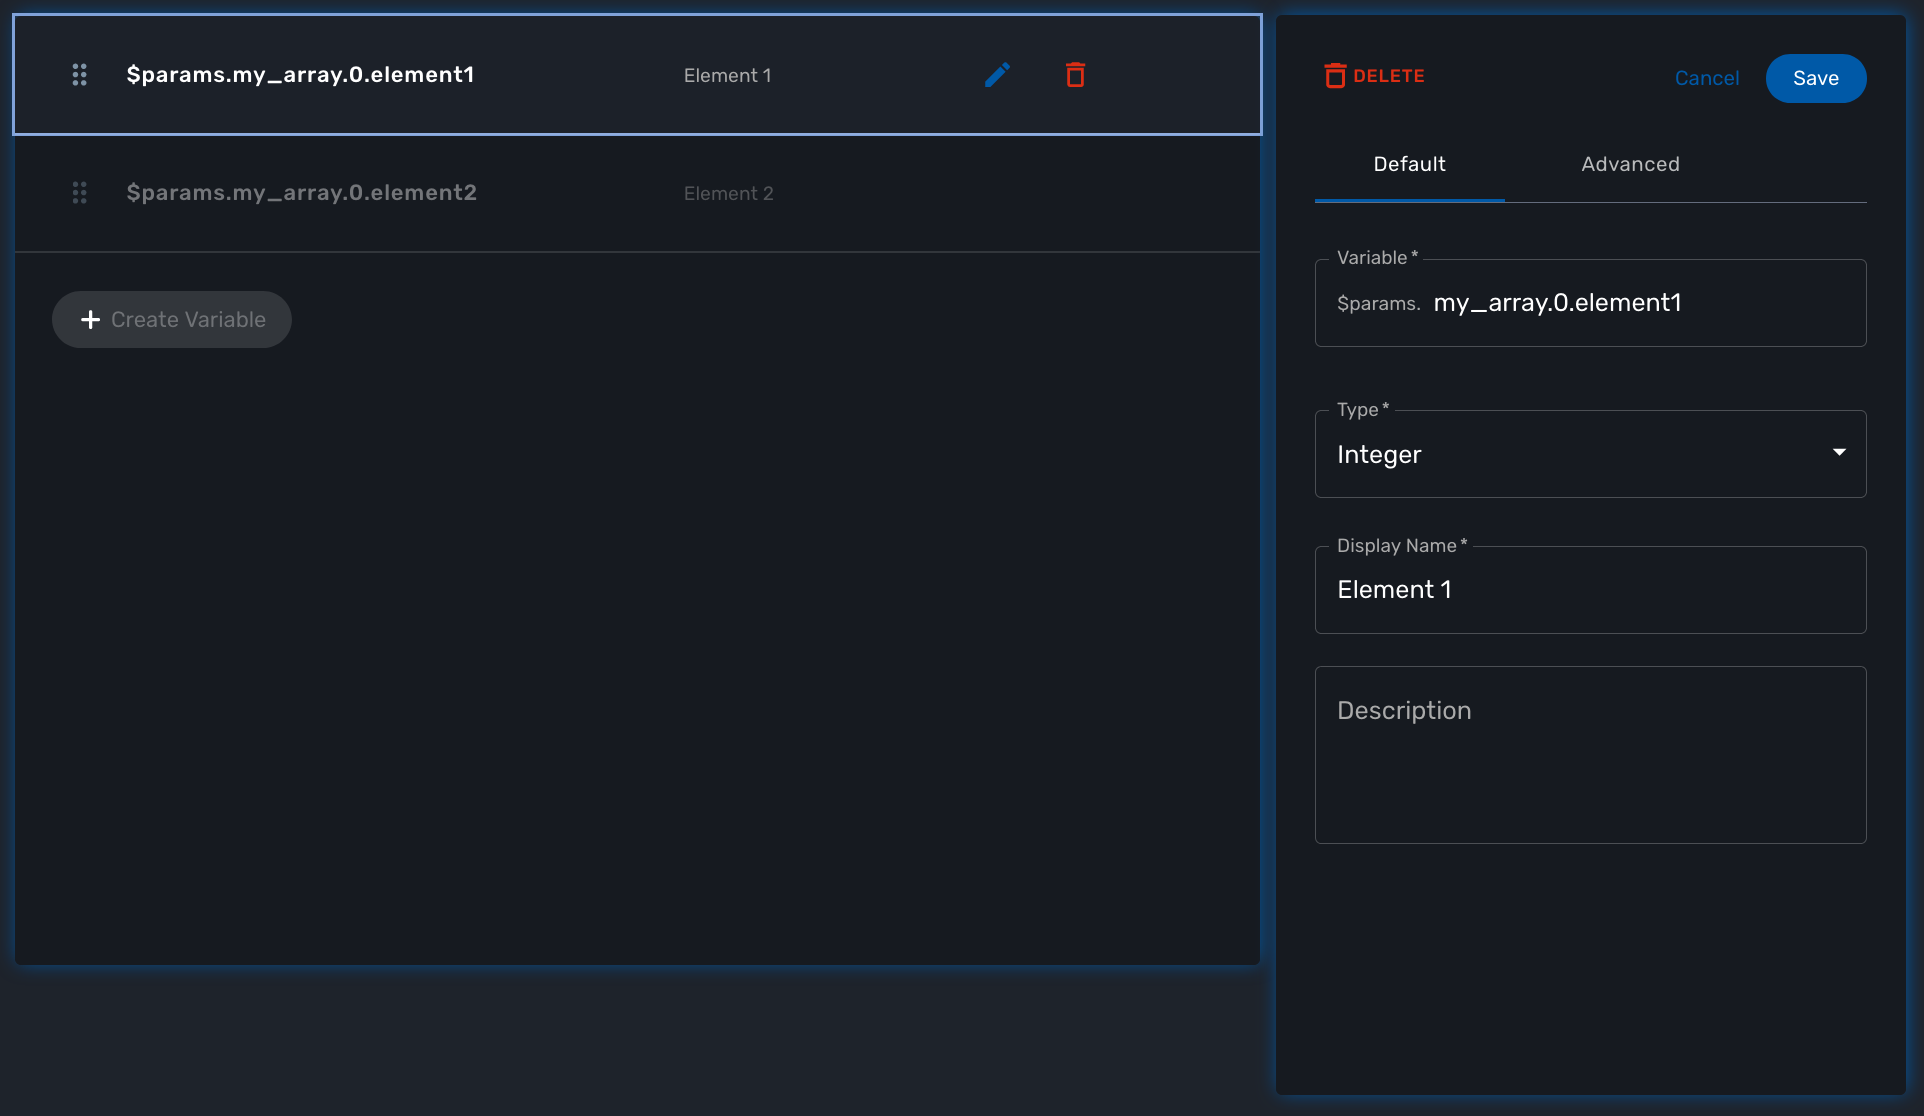 $params.my_array.0.element1
Element 1
$params.my_array.0.element2
Element 2
Create Variable
DELETE
Cancel
Save
Default
Advanced
Variable *
$params. my_array.0.element1
Type *
Integer
Display Name *
Element 1
Description